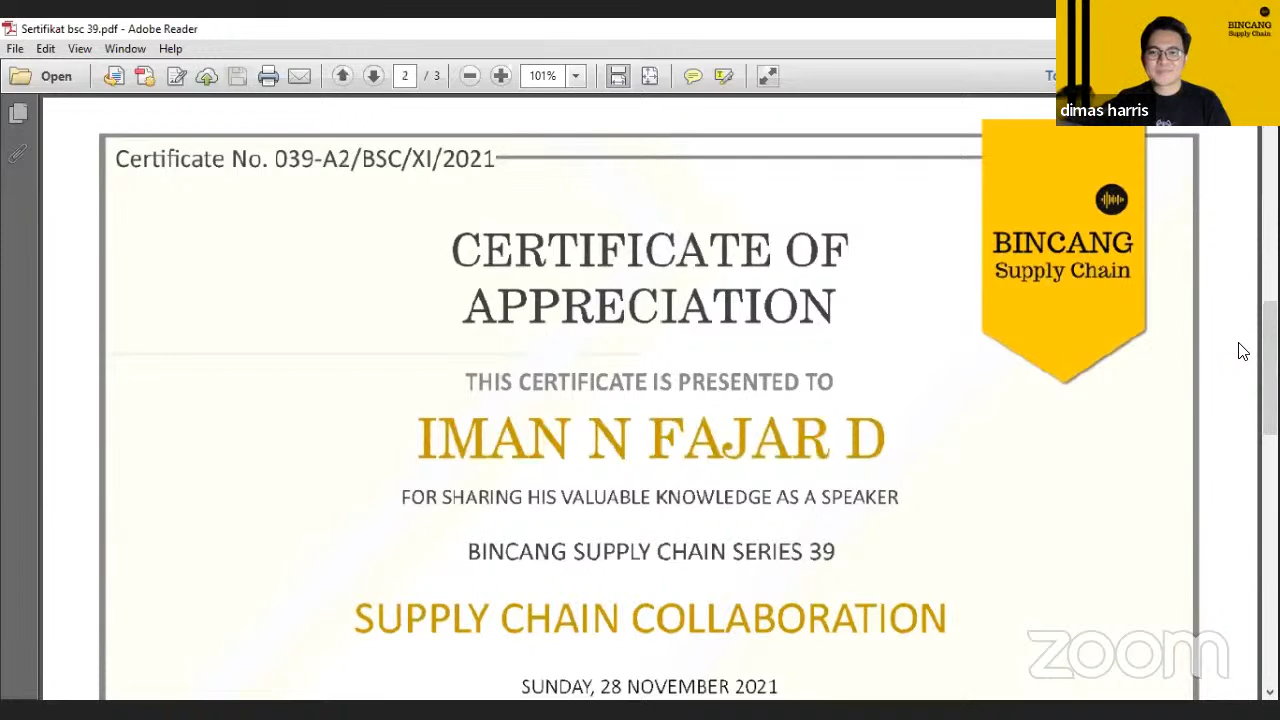 Sertifikat bsc 39.pdf - Adobe Reader
File Edit View Window Help
Open
2 / 3
101%
BINCANG
Supply Chain
dimas harris
Certificate No. 039-A2/BSC/XI/2021
BINCANG
Supply Chain
CERTIFICATE OF
APPRECIATION
THIS CERTIFICATE IS PRESENTED TO
IMAN N FAJAR D
FOR SHARING HIS VALUABLE KNOWLEDGE AS A SPEAKER
BINCANG SUPPLY CHAIN SERIES 39
SUPPLY CHAIN COLLABORATION
zoom
SUNDAY, 28 NOVEMBER 2021